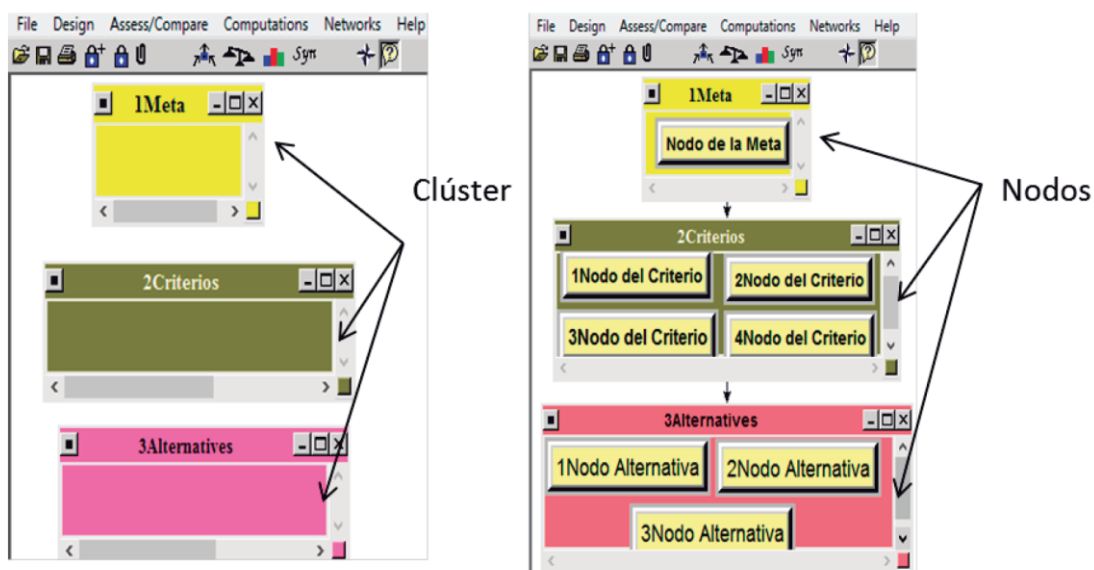 File Design Assess/Compare Computations Networks Help
Syn
1Meta
2Criterios
3Alternatives
Clúster
File Design Assess/Compare Computations Networks Help
Syn
1Meta
Nodo de la Meta
2Criterios
1Nodo del Criterio 2Nodo del Criterio
3Nodo del Criterio 4Nodo del Criterio
3Alternatives
1Nodo Alternativa 2Nodo Alternativa
3Nodo Alternativa
Nodos